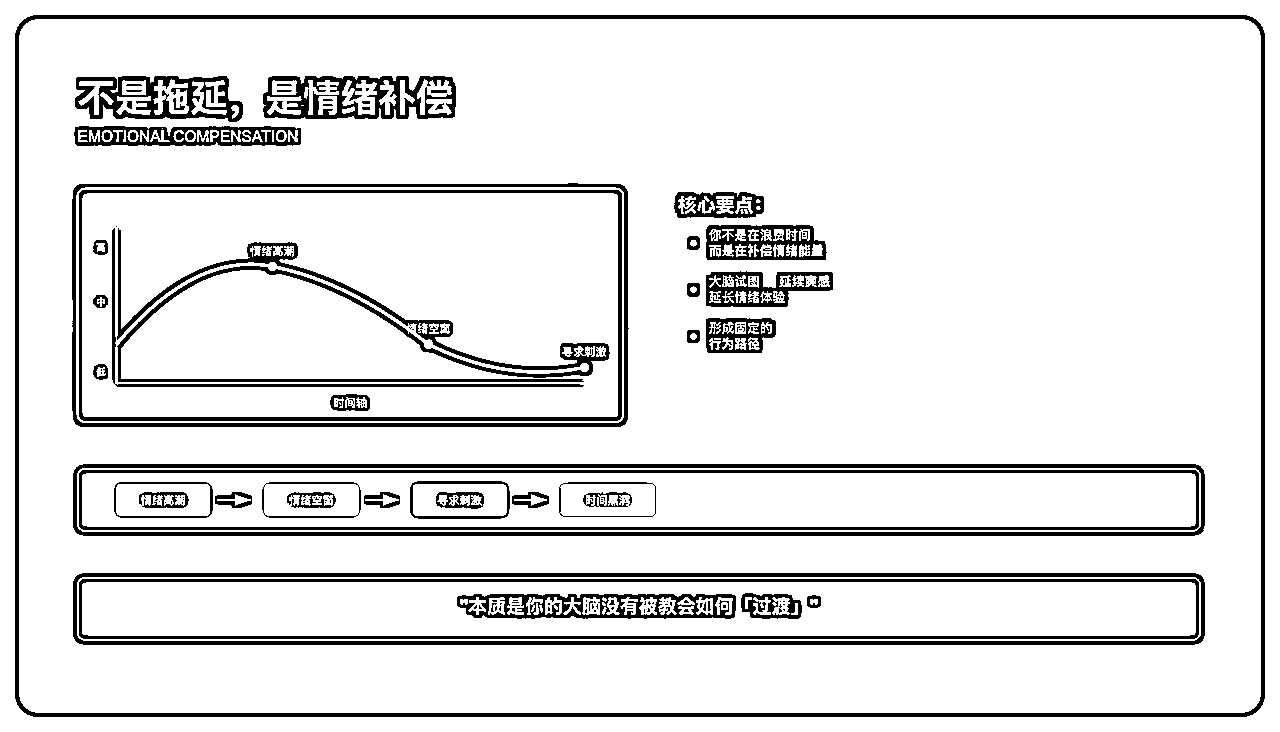 不是拖延，是情绪补偿
EMOTIONAL COMPENSATION
高
情绪高潮
中
情绪空窗
寻求刺激
低
时间轴
核心要点：
你不是在浪费时间
而是在补偿情绪能量
大脑试图 延续爽感
延长情绪体验
形成固定的
行为路径
情绪高潮
情绪空窗
寻求刺激
时间黑洞
"本质是你的大脑没有被教会如何「过渡」"